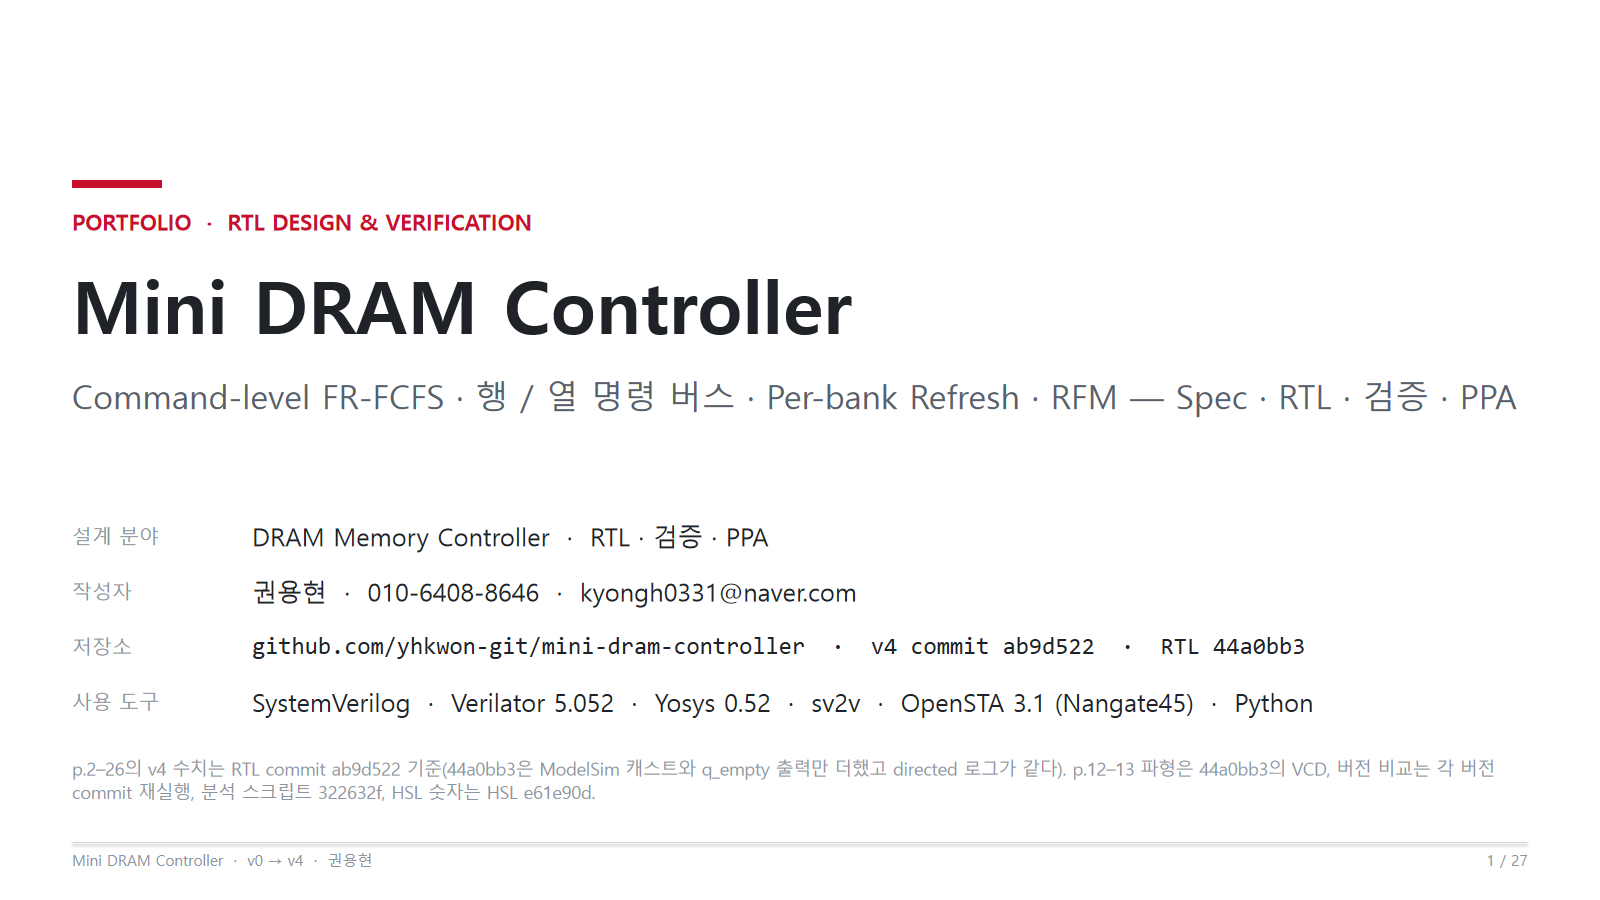 PORTFOLIO · RTL DESIGN & VERIFICATION
Mini DRAM Controller
Command-level FR-FCFS · 행 / 열 명령 버스 · Per-bank Refresh · RFM — Spec · RTL · 검증 · PPA
설계 분야 DRAM Memory Controller · RTL · 검증 · PPA
작성자 권용현 · 010-6408-8646 · kyongh0331@naver.com
저장소 github.com/yhkwon-git/mini-dram-controller · v4 commit ab9d522 · RTL 44a0bb3
사용 도구 SystemVerilog · Verilator 5.052 · Yosys 0.52 · sv2v · OpenSTA 3.1 (Nangate45) · Python
p.2–26의 v4 수치는 RTL commit ab9d522 기준(44a0bb3은 ModelSim 캐스트와 q_empty 출력만 더했고 directed 로그가 같다). p.12–13 파형은 44a0bb3의 VCD, 버전 비교는 각 버전
commit 재실행, 분석 스크립트 322632f, HSL 숫자는 HSL e61e90d.
Mini DRAM Controller · v0 → v4 · 권용현
1 / 27